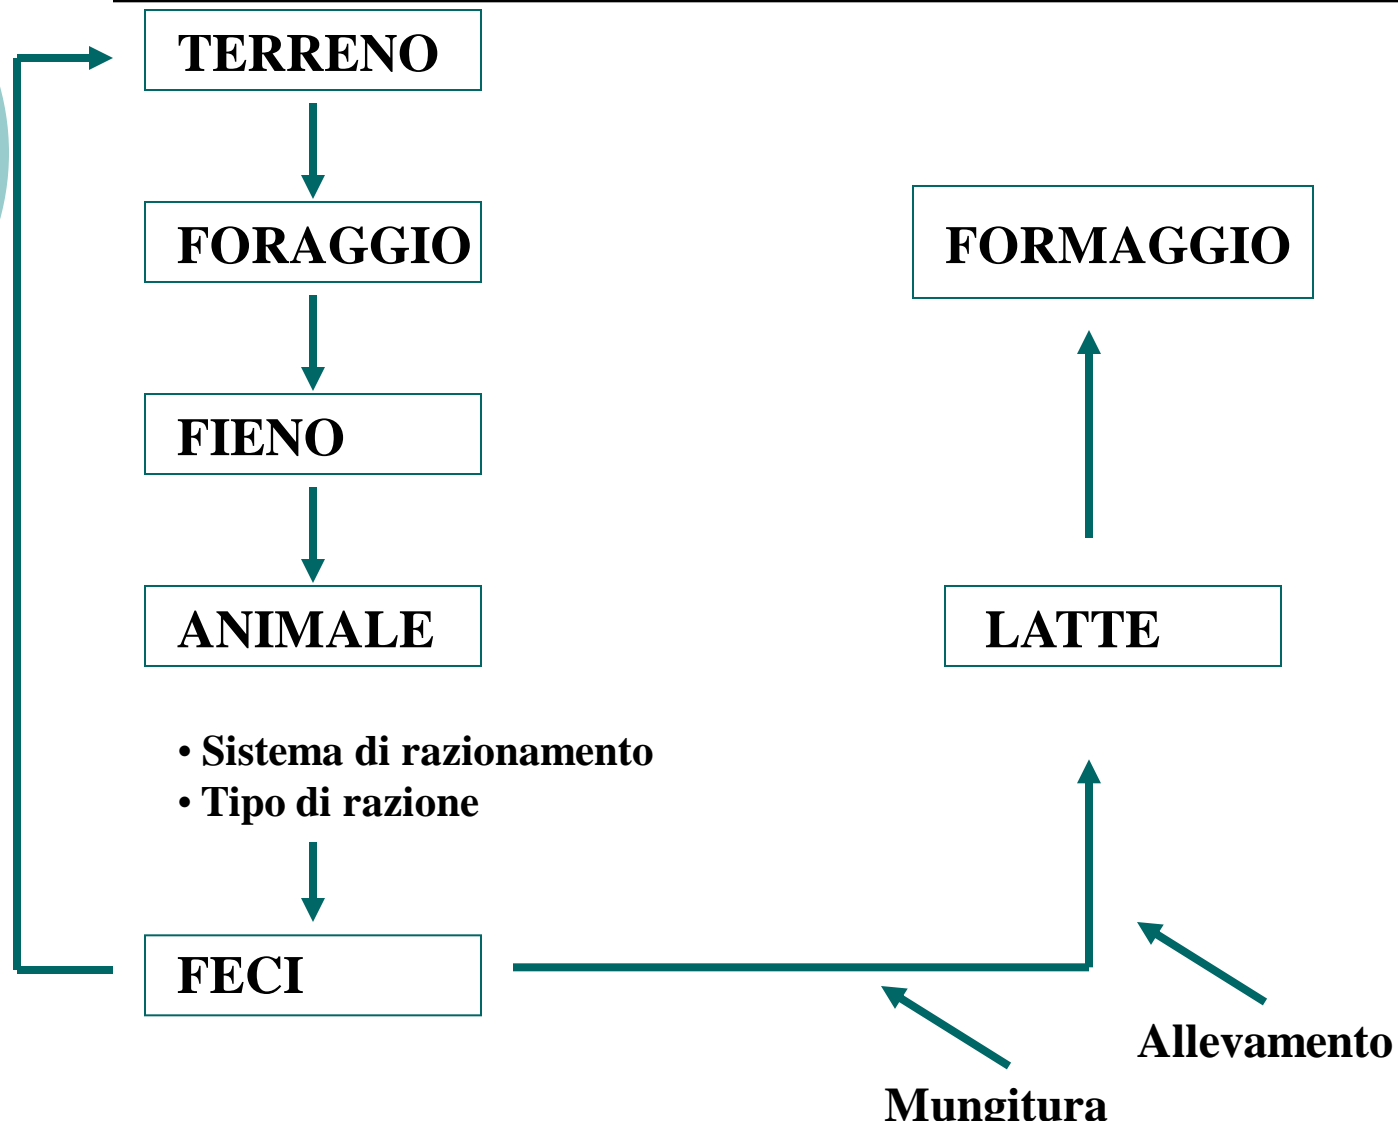 TERRENO
FORAGGIO
FORMAGGIO
FIENO
ANIMALE
LATTE
• Sistema di razionamento
• Tipo di razione
FECI
Allevamento
Mungitura